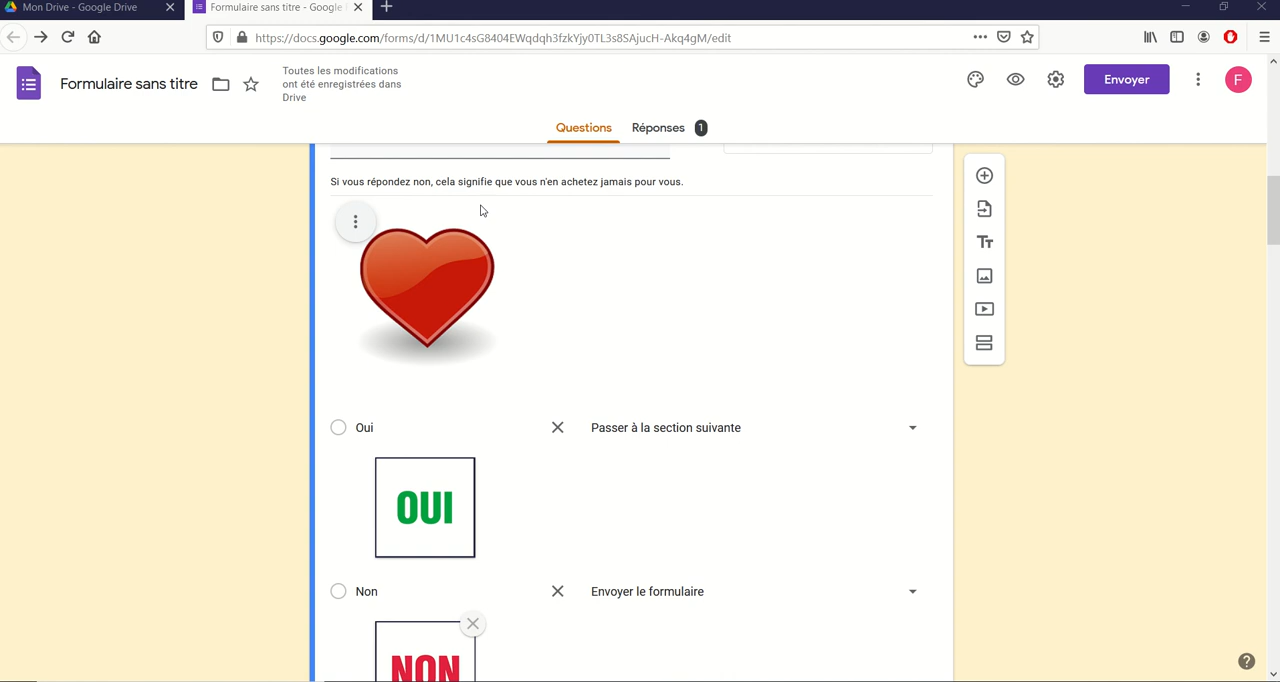 Mon Drive - Google Drive
Formulaire sans titre - Google
https://docs.google.com/forms/d/1MU1c4sG8404EWqdqh3fzkYjy0TL3s8SAjucH-Akq4gM/edit
Formulaire sans titre
Toutes les modifications
ont été enregistrées dans
Drive
Envoyer
F
Questions
Réponses 1
Si vous répondez non, cela signifie que vous n'en achetez jamais pour vous.
Tт
Oui
Passer à la section suivante
OUI
Non
Envoyer le formulaire
NON